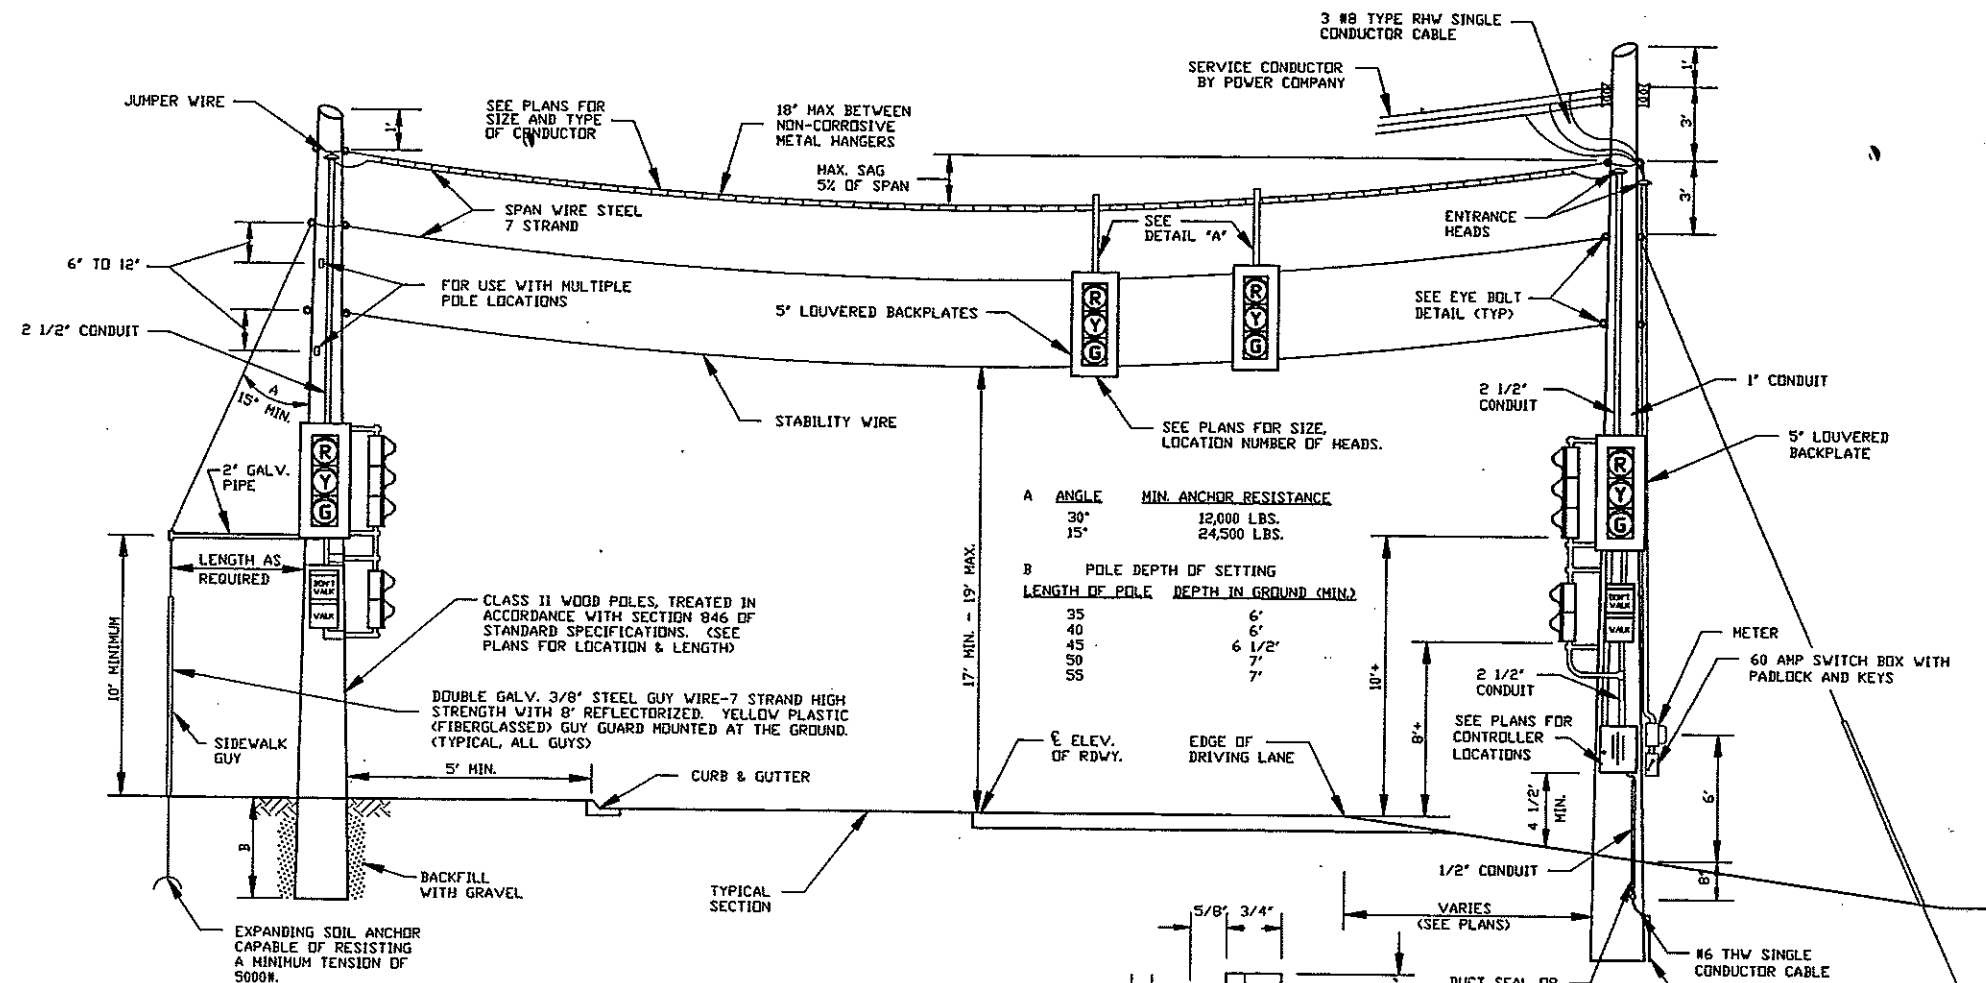 3 #8 TYPE RHW SINGLE
CONDUCTOR CABLE
SERVICE CONDUCTOR
BY POWER COMPANY
1'
3'
3'
JUMPER WIRE
1'
SEE PLANS FOR
SIZE AND TYPE
OF CONDUCTOR
18" MAX BETWEEN
NON-CORROSIVE
METAL HANGERS
MAX. SAG
5% OF SPAN
SPAN WIRE STEEL
7 STRAND
SEE
DETAIL "A"
ENTRANCE
HEADS
6" TO 12"
FOR USE WITH MULTIPLE
POLE LOCATIONS
5" LOUVERED BACKPLATES
R
Y
G
R
Y
G
SEE EYE BOLT
DETAIL (TYP)
2 1/2" CONDUIT
A
15° MIN.
STABILITY WIRE
SEE PLANS FOR SIZE,
LOCATION NUMBER OF HEADS.
2 1/2"
CONDUIT
1" CONDUIT
5" LOUVERED
BACKPLATE
2" GALV.
PIPE
R
Y
G
R
Y
G
A ANGLE MIN. ANCHOR RESISTANCE
30° 12,000 LBS.
15° 24,500 LBS.
B POLE DEPTH OF SETTING
LENGTH OF POLE DEPTH IN GROUND (MIN.)
35 6'
40 6'
45 6 1/2'
50 7'
55 7'
LENGTH AS
REQUIRED
DON'T
WALK
WALK
DON'T
WALK
WALK
10' MINIMUM
CLASS II WOOD POLES, TREATED IN
ACCORDANCE WITH SECTION 846 OF
STANDARD SPECIFICATIONS. (SEE
PLANS FOR LOCATION & LENGTH)
17' MIN. - 19' MAX.
10'+
8'+
METER
60 AMP SWITCH BOX WITH
PADLOCK AND KEYS
2 1/2"
CONDUIT
DOUBLE GALV. 3/8" STEEL GUY WIRE-7 STRAND HIGH
STRENGTH WITH 8' REFLECTORIZED. YELLOW PLASTIC
(FIBERGLASSED) GUY GUARD MOUNTED AT THE GROUND.
(TYPICAL, ALL GUYS)
SEE PLANS FOR
CONTROLLER
LOCATIONS
SIDEWALK
GUY
5' MIN.
CURB & GUTTER
℄ ELEV.
OF RDWY.
EDGE OF
DRIVING LANE
4 1/2'
MIN.
6'
8"
B
BACKFILL
WITH GRAVEL
TYPICAL
SECTION
1/2" CONDUIT
VARIES
(SEE PLANS)
5/8" 3/4"
EXPANDING SOIL ANCHOR
CAPABLE OF RESISTING
A MINIMUM TENSION OF
5000#.
#6 THW SINGLE
CONDUCTOR CABLE
DUCT SEAL OR